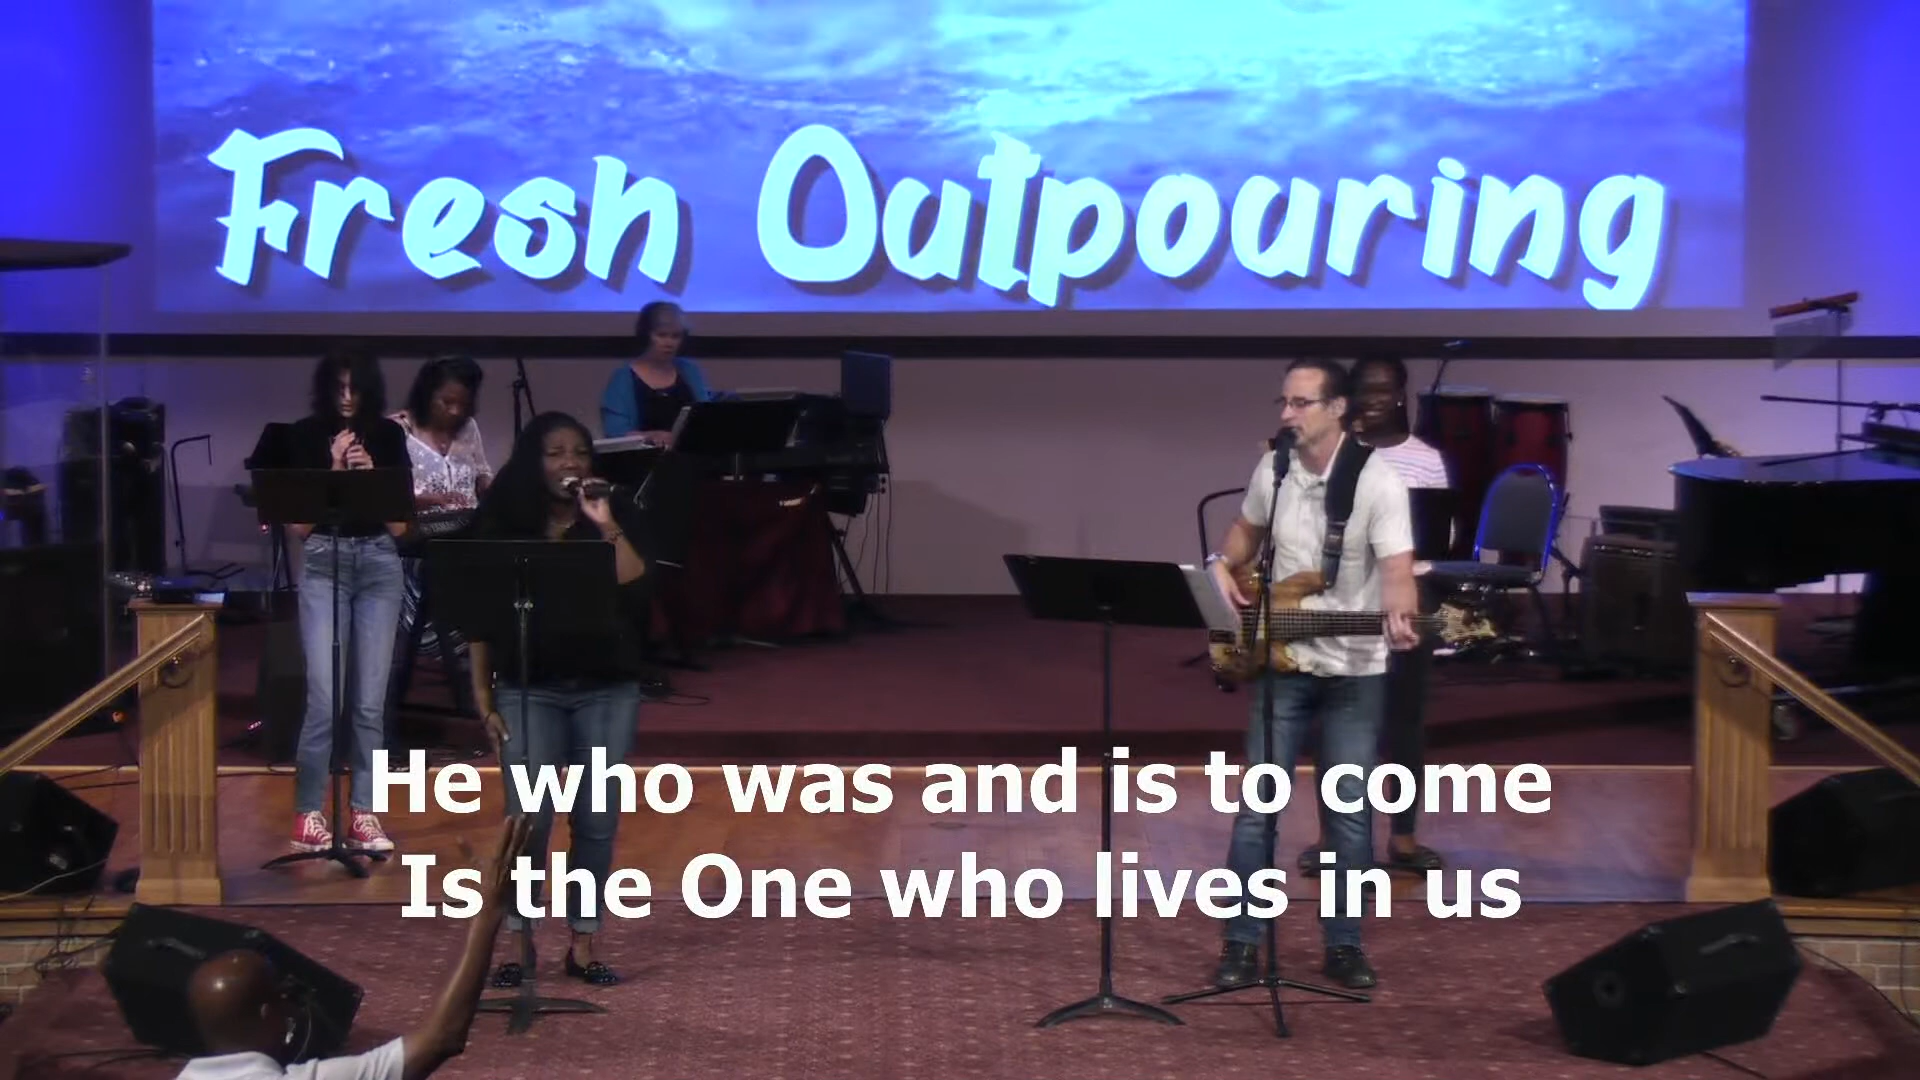 Fresh Outpouring
He who was and is to come
Is the One who lives in us